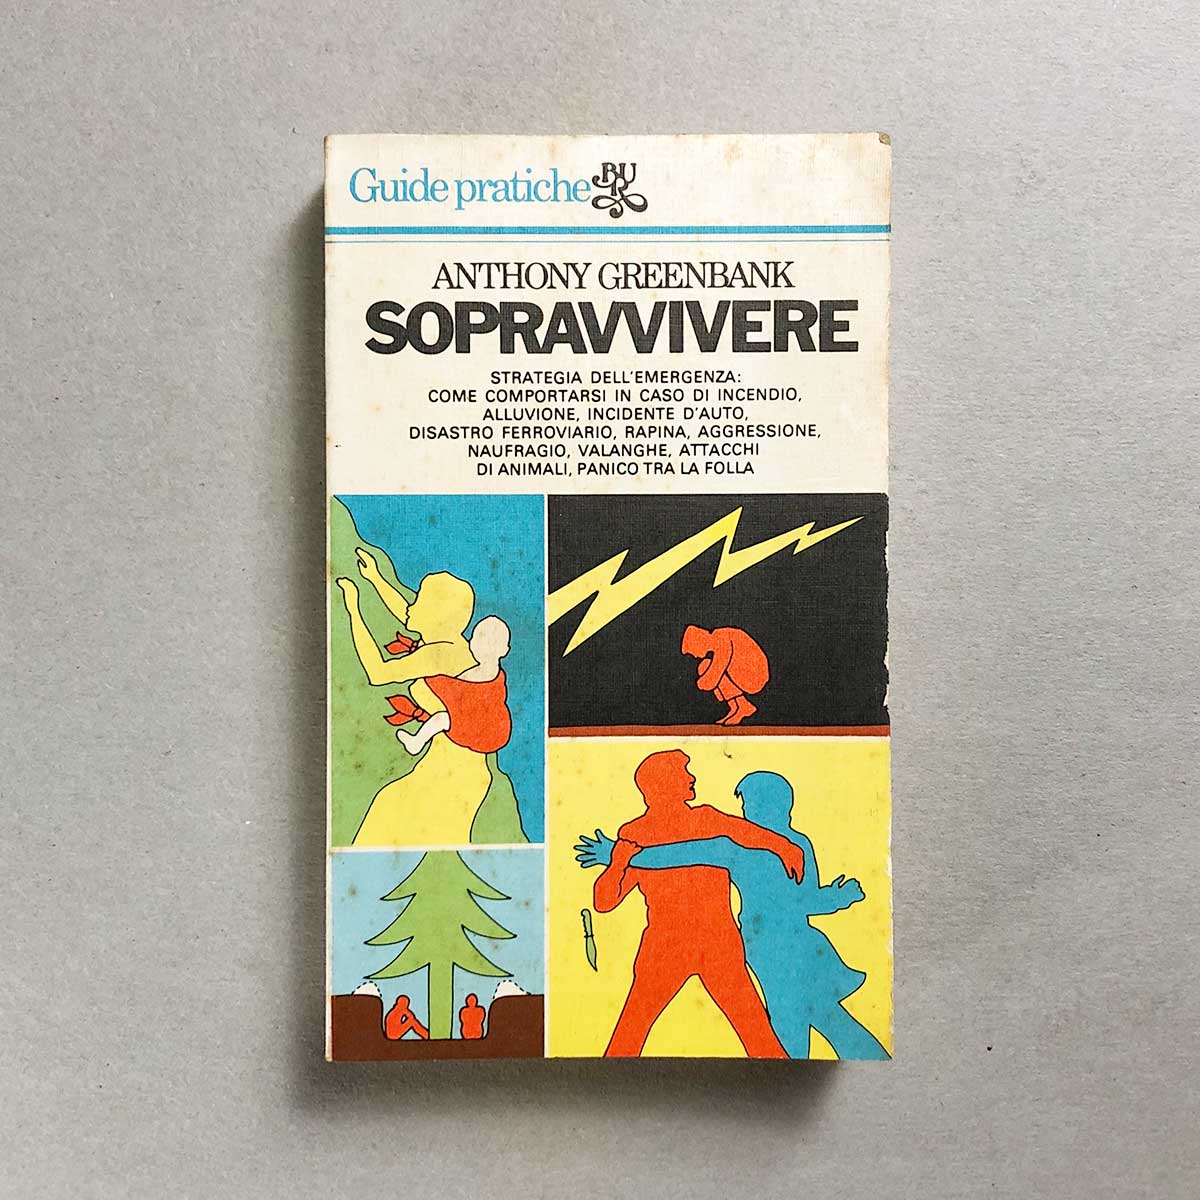 Guide pratiche BUR
ANTHONY GREENBANK
SOPRAVVIVERE
STRATEGIA DELL'EMERGENZA:
COME COMPORTARSI IN CASO DI INCENDIO,
ALLUVIONE, INCIDENTE D'AUTO,
DISASTRO FERROVIARIO, RAPINA, AGGRESSIONE,
NAUFRAGIO, VALANGHE, ATTACCHI
DI ANIMALI, PANICO TRA LA FOLLA